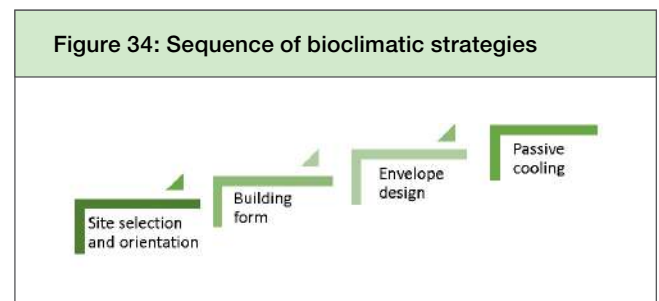 Figure 34: Sequence of bioclimatic strategies
Site selection
and orientation
Building
form
Envelope
design
Passive
cooling